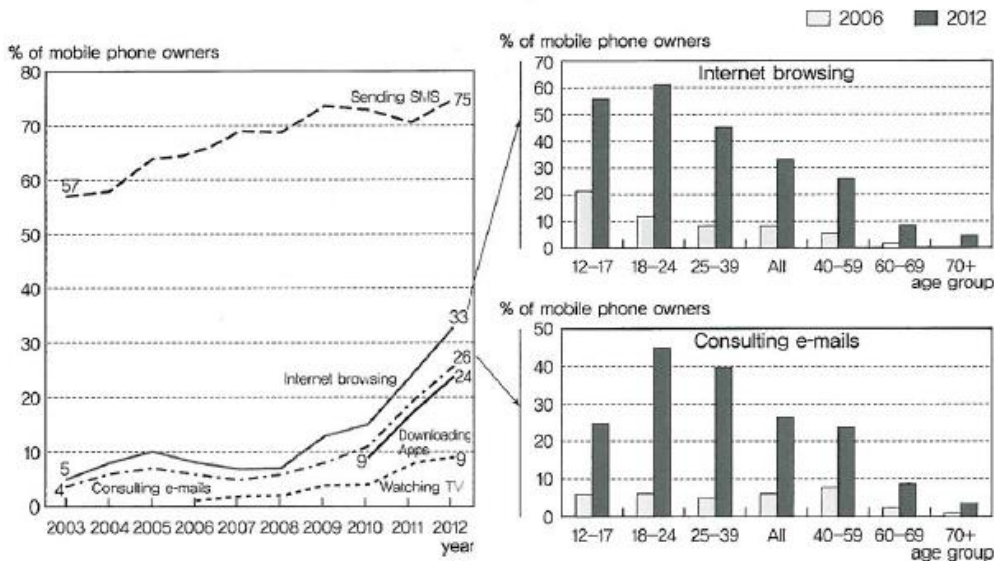 2006 2012
% of mobile phone owners
80
70
60
50
40
30
20
10
0
Sending SMS
75
57
33
26
24
Internet browsing
Downloading
Apps
9
9
5
4
Consulting e-mails
Watching TV
2003 2004 2005 2006 2007 2008 2009 2010 2011 2012
year
% of mobile phone owners
Internet browsing
70
60
50
40
30
20
10
0
12–17 18–24 25–39 All 40–59 60–69 70+
age group
% of mobile phone owners
Consulting e-mails
50
40
30
20
10
0
12–17 18–24 25–39 All 40–59 60–69 70+
age group